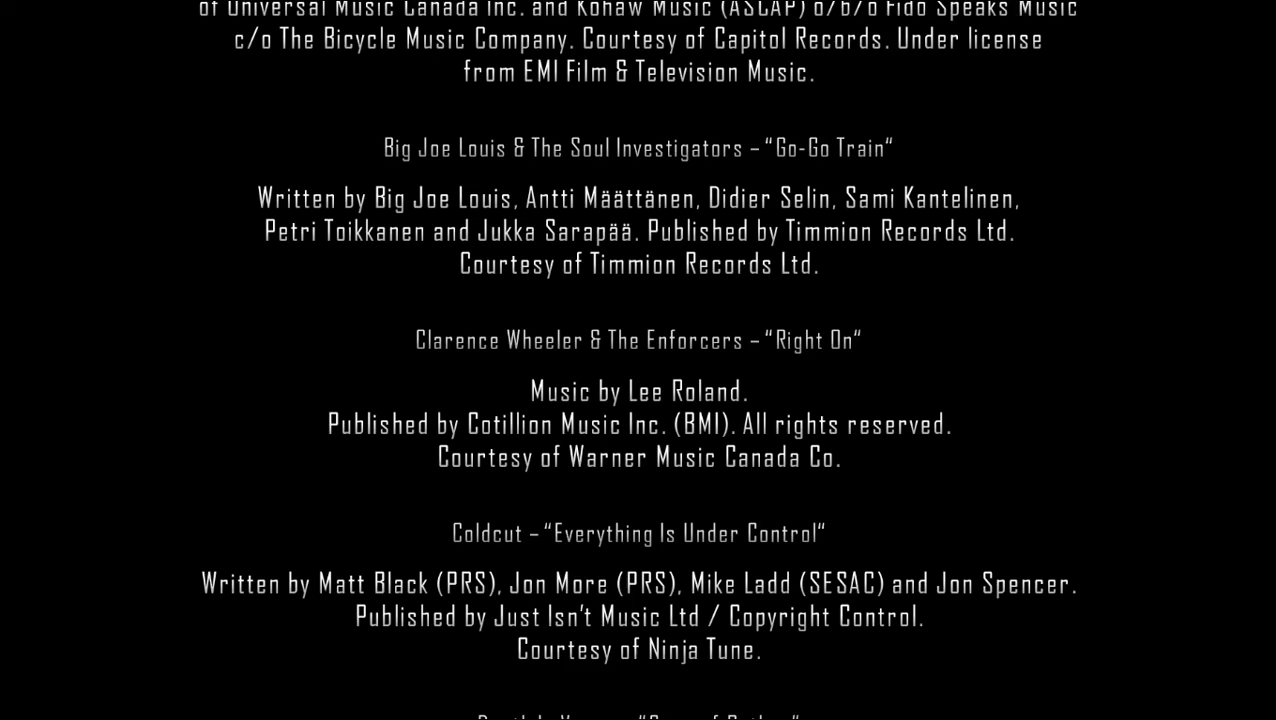 of Universal Music Canada Inc. and Kohaw Music (ASCAP) o/b/o Fido Speaks Music
c/o The Bicycle Music Company. Courtesy of Capitol Records. Under license
from EMI Film & Television Music.
Big Joe Louis & The Soul Investigators – “Go-Go Train“
Written by Big Joe Louis, Antti Määttänen, Didier Selin, Sami Kantelinen,
Petri Toikkanen and Jukka Sarapää. Published by Timmion Records Ltd.
Courtesy of Timmion Records Ltd.
Clarence Wheeler & The Enforcers – “Right On“
Music by Lee Roland.
Published by Cotillion Music Inc. (BMI). All rights reserved.
Courtesy of Warner Music Canada Co.
Coldcut – “Everything Is Under Control“
Written by Matt Black (PRS), Jon More (PRS), Mike Ladd (SESAC) and Jon Spencer.
Published by Just Isn’t Music Ltd / Copyright Control.
Courtesy of Ninja Tune.